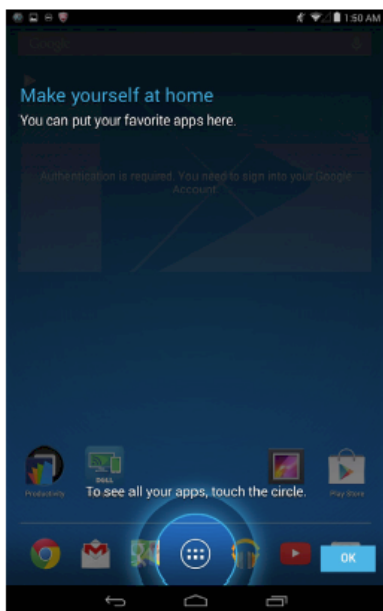 1:50 AM
Google
Make yourself at home
You can put your favorite apps here.
Authentication is required. You need to sign into your Google
Account
DELL
Productivity
Play Store
To see all your apps, touch the circle.
OK